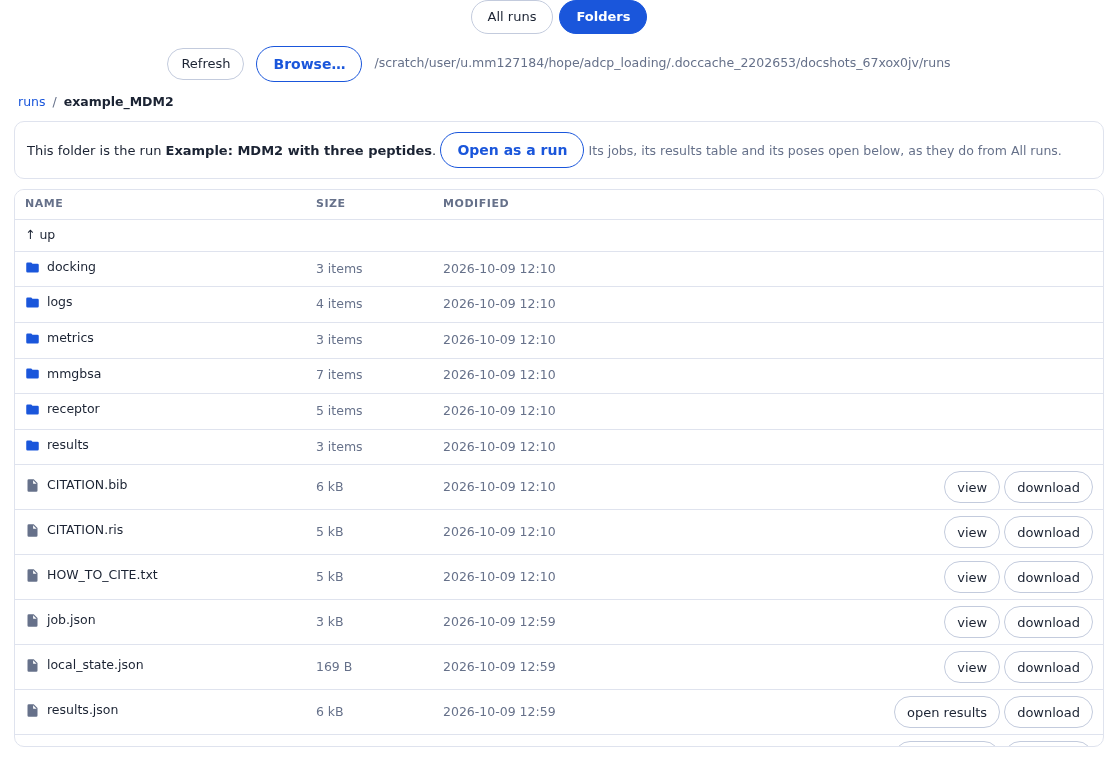 All runs Folders
Refresh Browse... /scratch/user/u.mm127184/hope/adcp_loading/.doccache_2202653/docshots_67xox0jv/runs
runs / example_MDM2
This folder is the run Example: MDM2 with three peptides. Open as a run Its jobs, its results table and its poses open below, as they do from All runs.
NAME SIZE MODIFIED
↑ up
docking 3 items 2026-10-09 12:10
logs 4 items 2026-10-09 12:10
metrics 3 items 2026-10-09 12:10
mmgbsa 7 items 2026-10-09 12:10
receptor 5 items 2026-10-09 12:10
results 3 items 2026-10-09 12:10
CITATION.bib 6 kB 2026-10-09 12:10 view download
CITATION.ris 5 kB 2026-10-09 12:10 view download
HOW_TO_CITE.txt 5 kB 2026-10-09 12:10 view download
job.json 3 kB 2026-10-09 12:59 view download
local_state.json 169 B 2026-10-09 12:59 view download
results.json 6 kB 2026-10-09 12:59 open results download